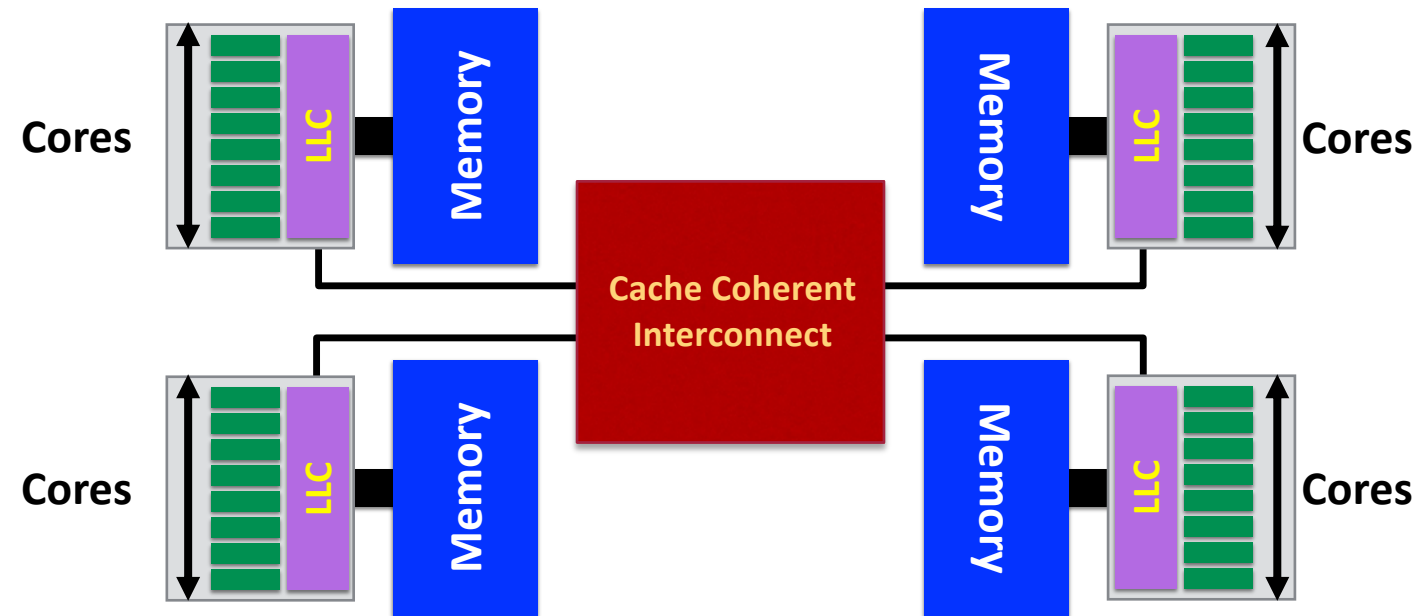 Cores
LLC
Memory
Memory
LLC
Cores
Cache Coherent
Interconnect
Cores
LLC
Memory
Memory
LLC
Cores